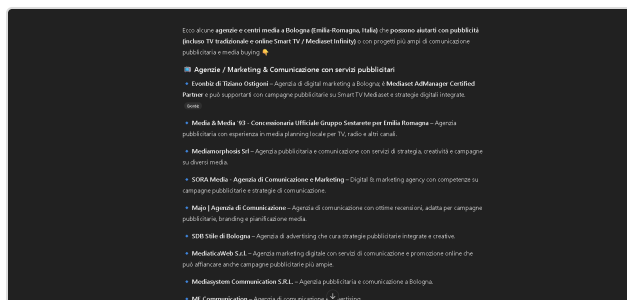 Ecco alcune agenzie e centri media a Bologna (Emilia-Romagna, Italia) che possono aiutarti con pubblicità
(incluso TV tradizionale e online Smart TV / Mediaset Infinity) o con progetti più ampi di comunicazione
pubblicitaria e media buying 👇
Agenzie / Marketing & Comunicazione con servizi pubblicitari
🔹 Evonbiz di Tiziano Ostigoni – Agenzia di digital marketing a Bologna; è Mediaset AdManager Certified
Partner e può supportarti con campagne pubblicitarie su Smart TV Mediaset e strategie digitali integrate.
🔹 Media & Media '93 - Concessionaria Ufficiale Gruppo Sestarete per Emilia Romagna – Agenzia
pubblicitaria con esperienza in media planning locale per TV, radio e altri canali.
🔹 Mediamorphosis Srl – Agenzia pubblicitaria e comunicazione con servizi di strategia, creatività e campagne
su diversi media.
🔹 SORA Media - Agenzia di Comunicazione e Marketing – Digital & marketing agency con competenze su
campagne pubblicitarie e strategie di comunicazione.
🔹 Majo | Agenzia di Comunicazione – Agenzia di comunicazione con ottime recensioni, adatta per campagne
pubblicitarie, branding e pianificazione media.
🔹 SDB Stile di Bologna – Agenzia di advertising che cura strategie pubblicitarie integrate e creative.
🔹 MediaticaWeb S.r.l. – Agenzia marketing digitale con servizi di comunicazione e promozione online che
può affiancare anche campagne pubblicitarie più ampie.
🔹 Mediasystem Communication S.R.L. – Agenzia pubblicitaria e comunicazione a Bologna.
🔹 ME Communication – Agenzia di comunicazione